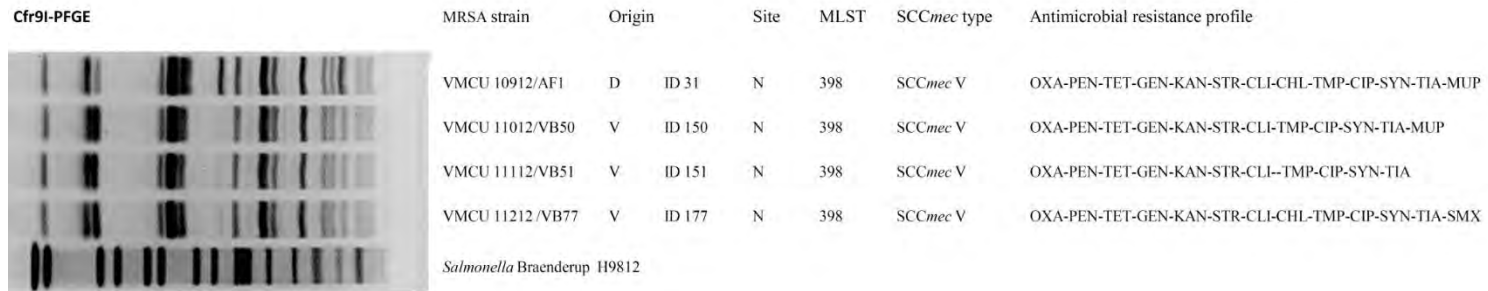 Cfr9I-PFGE MRSA strain Origin Site MLST SCCmec type Antimicrobial resistance profile
VMCU 10912/AF1 D ID 31 N 398 SCCmec V OXA-PEN-TET-GEN-KAN-STR-CLI-CHL-TMP-CIP-SYN-TIA-MUP
VMCU 11012/VB50 V ID 150 N 398 SCCmec V OXA-PEN-TET-GEN-KAN-STR-CLI-TMP-CIP-SYN-TIA-MUP
VMCU 11112/VB51 V ID 151 N 398 SCCmec V OXA-PEN-TET-GEN-KAN-STR-CLI--TMP-CIP-SYN-TIA
VMCU 11212 /VB77 V ID 177 N 398 SCCmec V OXA-PEN-TET-GEN-KAN-STR-CLI-CHL-TMP-CIP-SYN-TIA-SMX
Salmonella Braenderup H9812